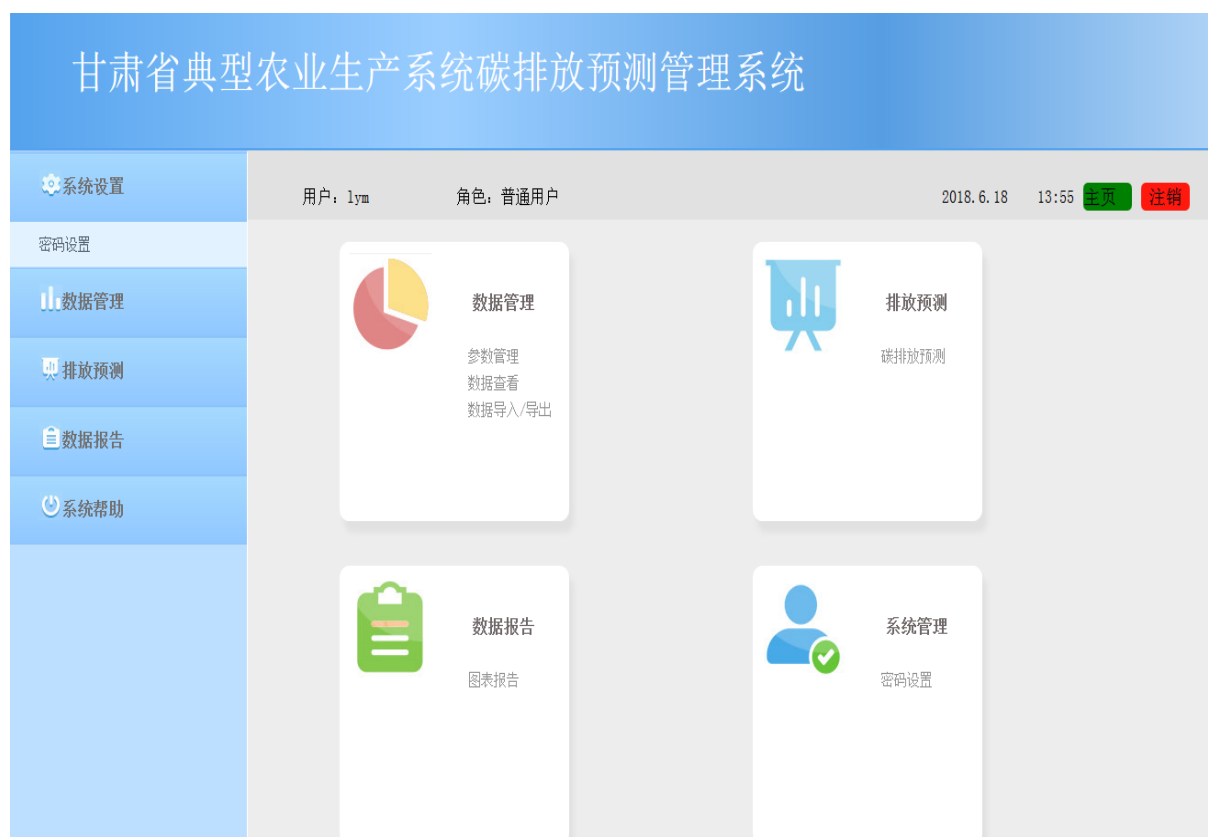 甘肃省典型农业生产系统碳排放预测管理系统
系统设置
用户：lym 角色：普通用户 2018.6.18 13:55 主页 注销
密码设置
数据管理
排放预测
数据报告
系统帮助
数据管理
参数管理
数据查看
数据导入/导出
排放预测
碳排放预测
数据报告
图表报告
系统管理
密码设置